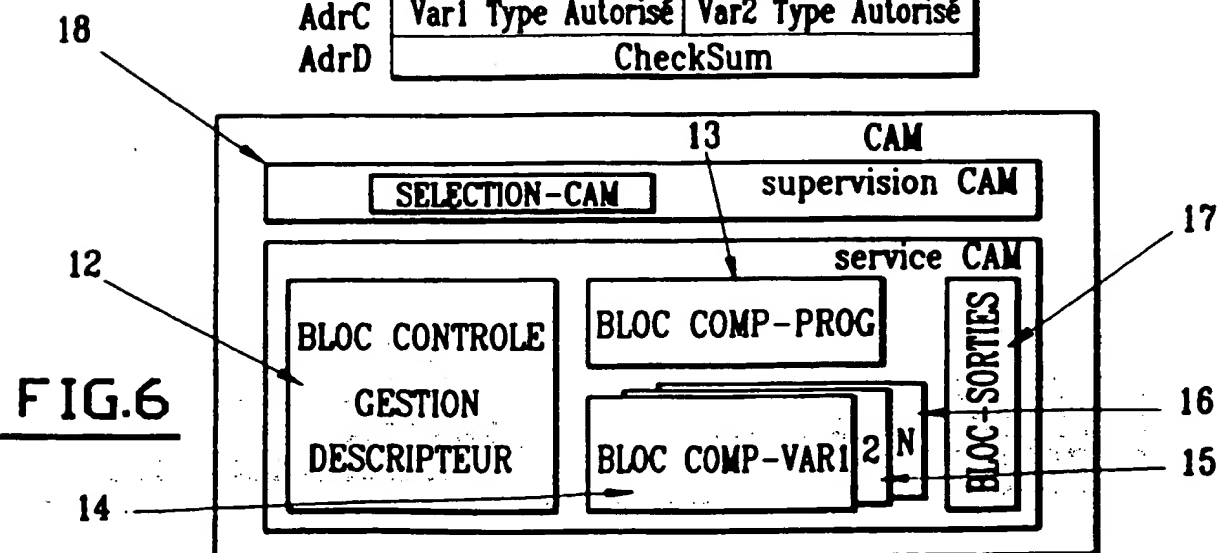 AdrC Var1 Type Autorisé Var2 Type Autorisé
AdrD CheckSum
18
13 CAM
SELECTION-CAM supervision CAM
17
service CAM
12
BLOC CONTROLE
GESTION
DESCRIPTEUR
BLOC COMP-PROG
BLOC-SORTIES
FIG.6
BLOC COMP-VAR1 2 N
16
15
14